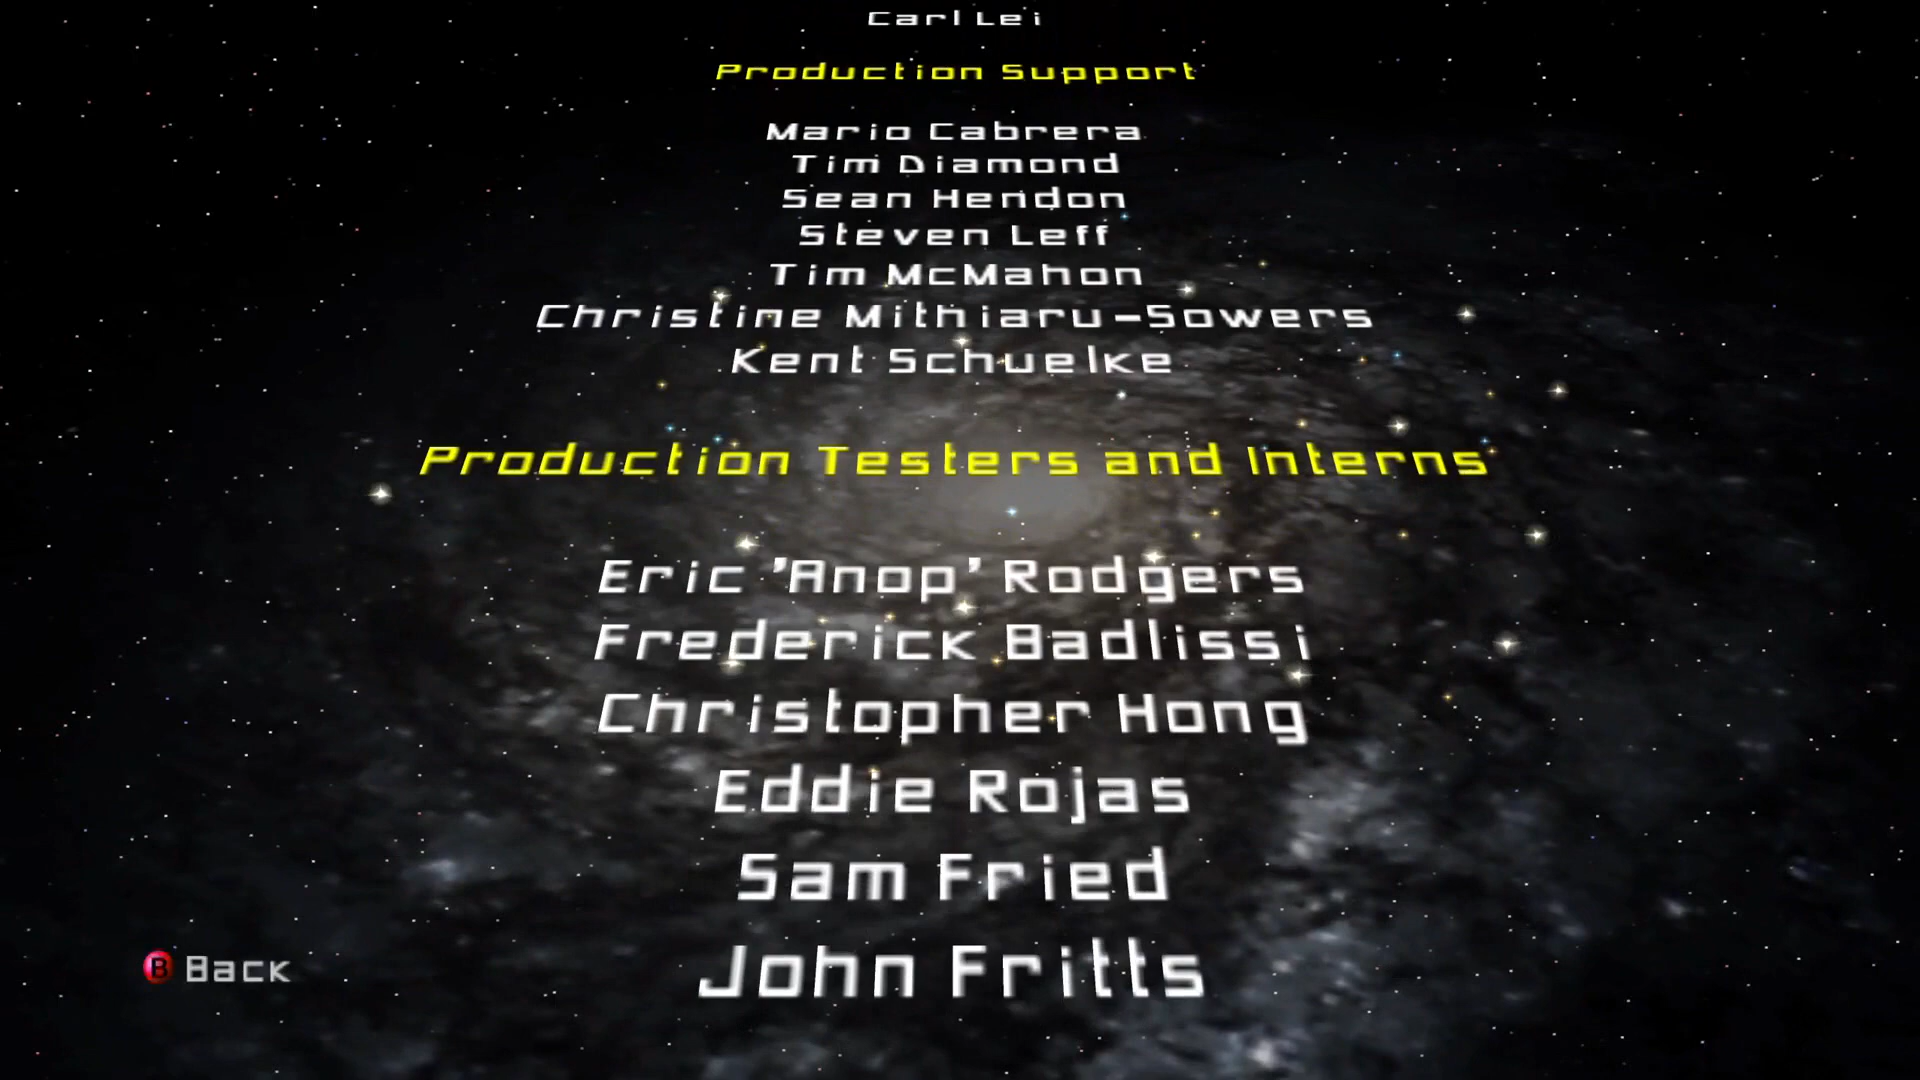 Carl Lei
Production Support
Mario Cabrera
Tim Diamond
Sean Hendon
Steven Leff
Tim McMahon
Christine Mithiaru-Sowers
Kent Schuelke
Production Testers and Interns
Eric 'Anop' Rodgers
Frederick Badlissi
Christopher Hong
Eddie Rojas
Sam Fried
John Fritts
B Back